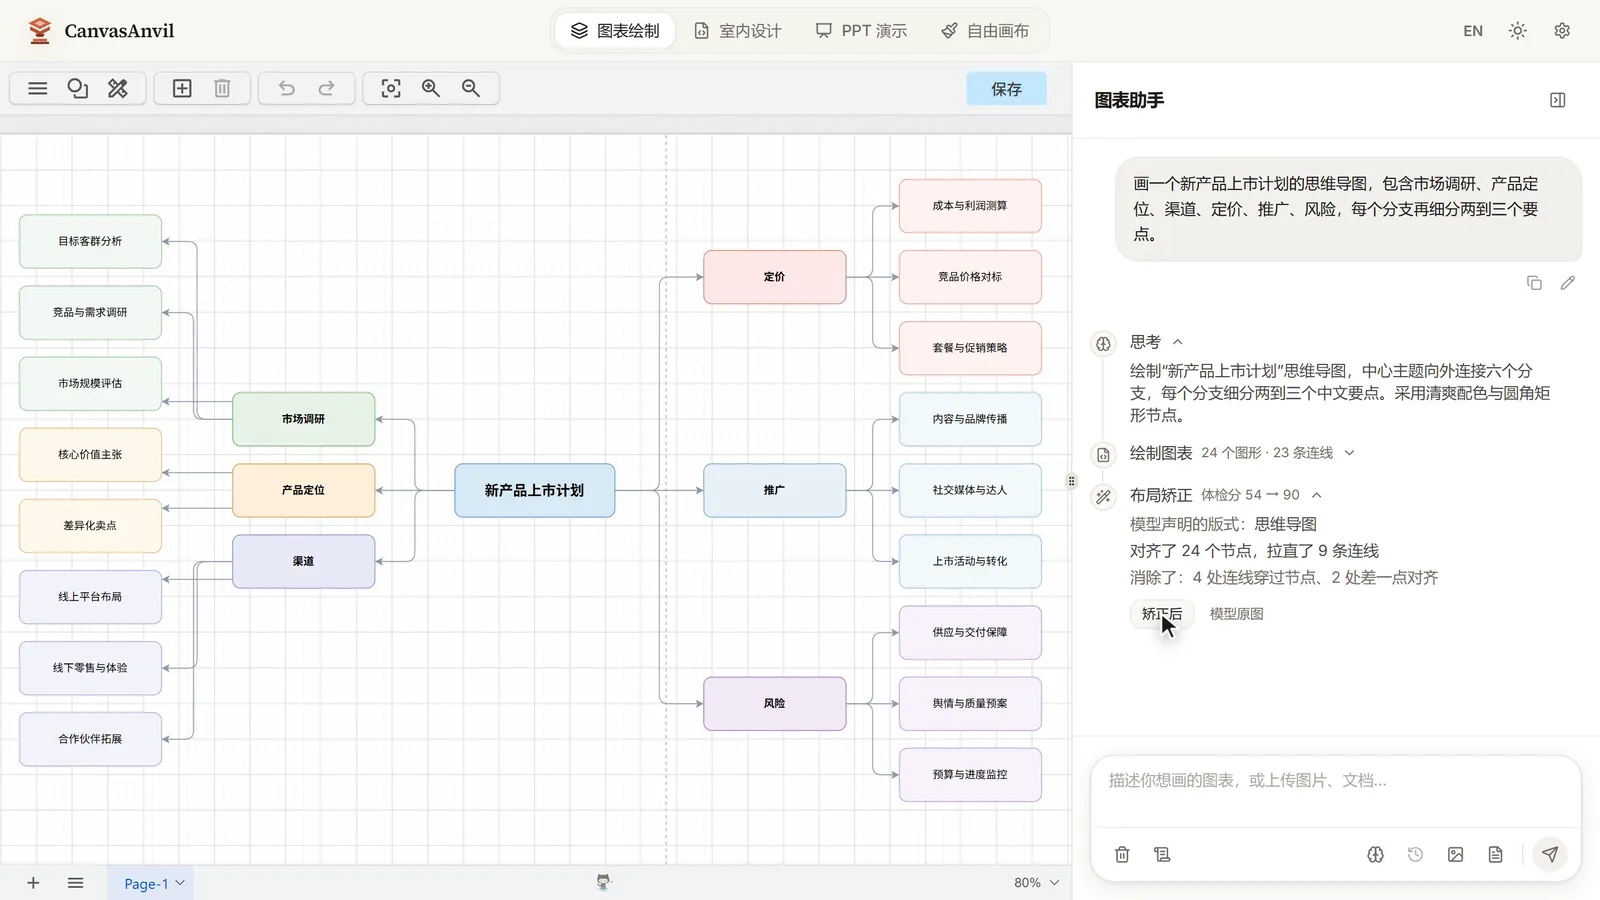 CanvasAnvil
图表绘制
室内设计
PPT 演示
自由画布
EN
保存
目标客群分析
竞品与需求调研
市场规模评估
核心价值主张
差异化卖点
线上平台布局
线下零售与体验
合作伙伴拓展
市场调研
产品定位
渠道
新产品上市计划
定价
推广
风险
成本与利润测算
竞品价格对标
套餐与促销策略
内容与品牌传播
社交媒体与达人
上市活动与转化
供应与交付保障
舆情与质量预案
预算与进度监控
Page-1
80%
图表助手
画一个新产品上市计划的思维导图，包含市场调研、产品定
位、渠道、定价、推广、风险，每个分支再细分两到三个要
点。
思考
绘制“新产品上市计划”思维导图，中心主题向外连接六个分
支，每个分支细分两到三个中文要点。采用清爽配色与圆角矩
形节点。
绘制图表 24 个图形 · 23 条连线
布局矫正 体检分 54 → 90
模型声明的版式：思维导图
对齐了 24 个节点，拉直了 9 条连线
消除了：4 处连线穿过节点、2 处差一点对齐
矫正后 模型原图
描述你想画的图表，或上传图片、文档...